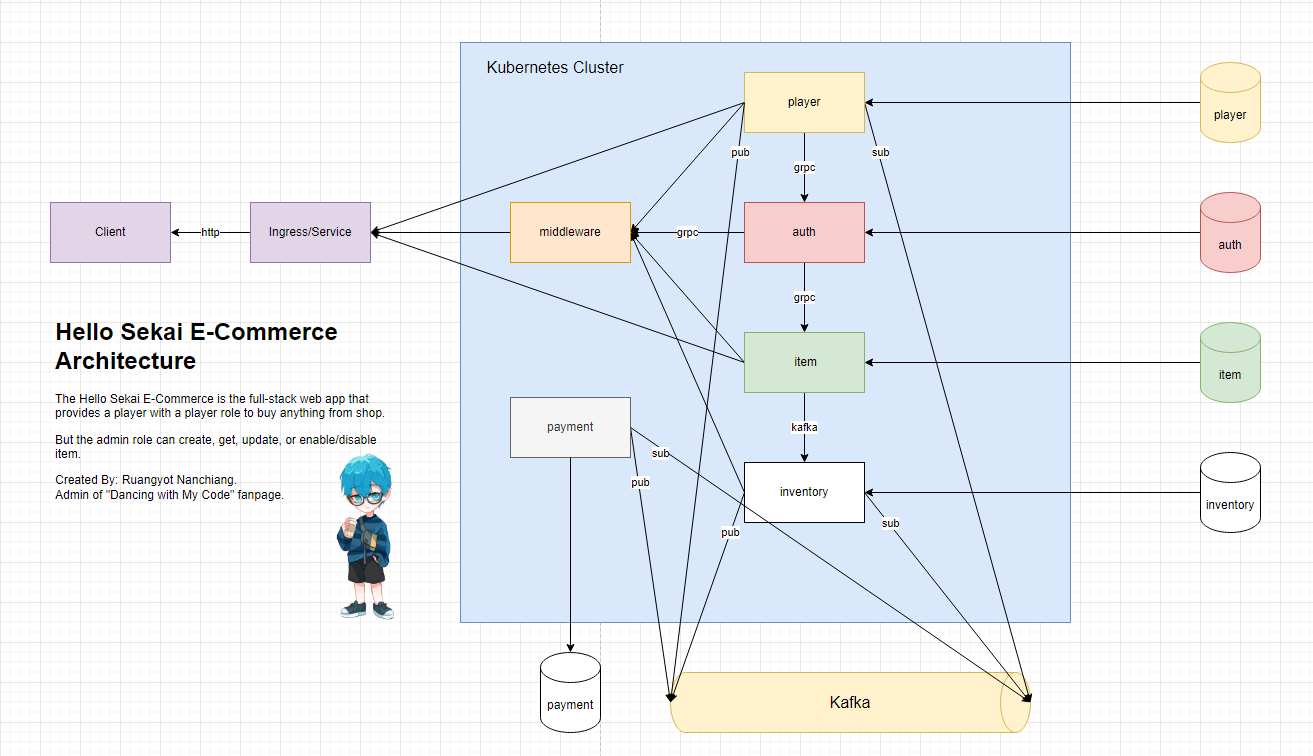 Kubernetes Cluster
player
player
pub
grpc
sub
Client
http
Ingress/Service
middleware
grpc
auth
auth
grpc
Hello Sekai E-Commerce
Architecture
The Hello Sekai E-Commerce is the full-stack web app that
provides a player with a player role to buy anything from shop.
But the admin role can create, get, update, or enable/disable
item.
Created By: Ruangyot Nanchiang.
Admin of "Dancing with My Code" fanpage.
item
item
payment
kafka
sub
pub
inventory
inventory
pub
sub
payment
Kafka